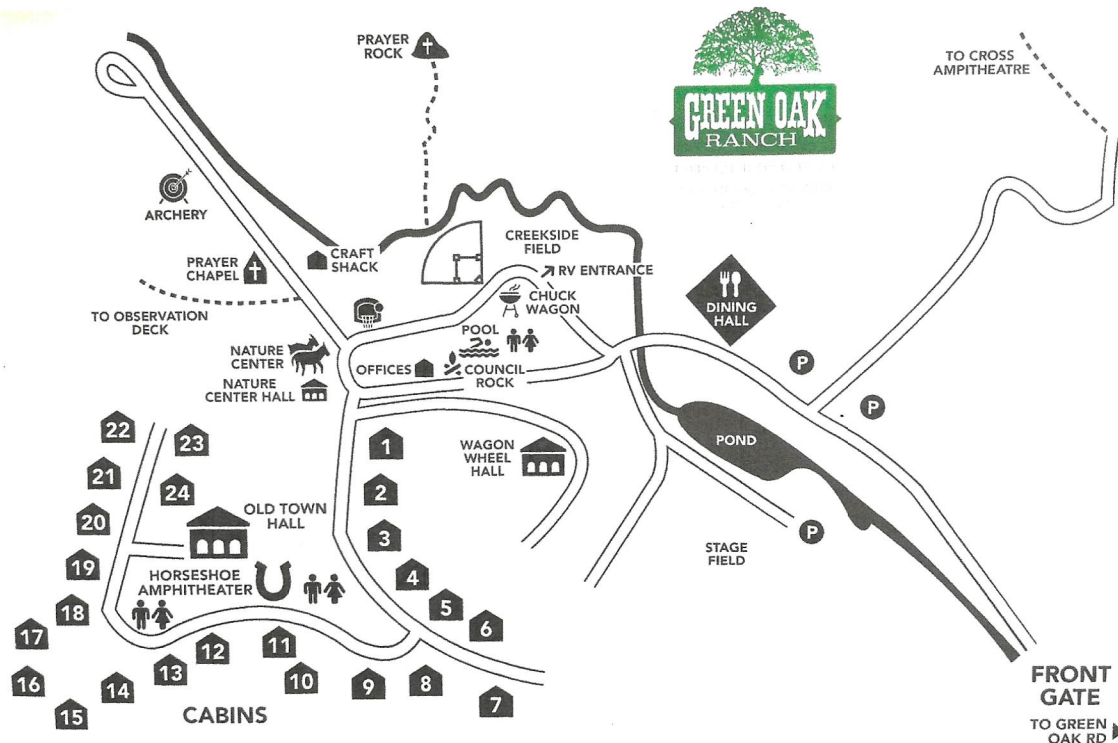 PRAYER
ROCK
GREEN OAK
RANCH
TO CROSS
AMPITHEATRE
ARCHERY
PRAYER
CHAPEL
CRAFT
SHACK
CREEKSIDE
FIELD
RV ENTRANCE
CHUCK
WAGON
DINING
HALL
TO OBSERVATION
DECK
POOL
NATURE
CENTER
OFFICES
COUNCIL
ROCK
NATURE
CENTER HALL
P
P
WAGON
WHEEL
HALL
POND
22
23
1
21
24
2
20
OLD TOWN
HALL
3
P
STAGE
FIELD
19
HORSESHOE
AMPHITHEATER
4
18
5
17
6
12
11
16
13
10
9
8
14
15
7
CABINS
FRONT
GATE
TO GREEN
OAK RD